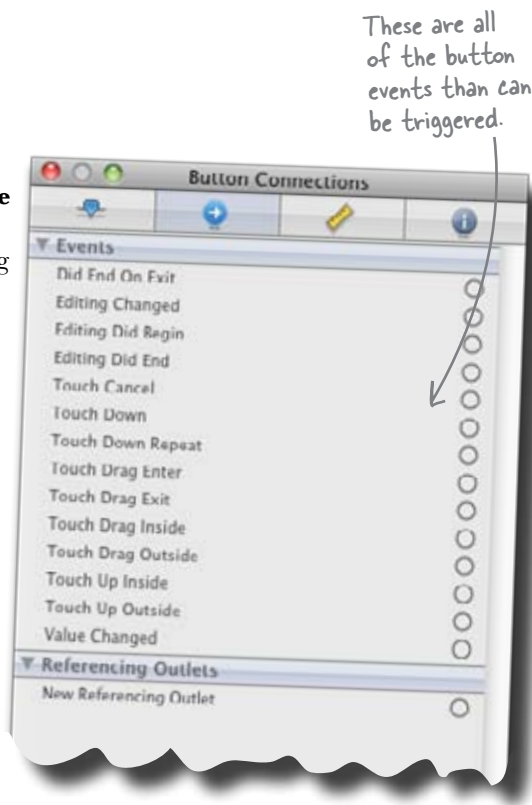 These are all
of the button
events than can
be triggered.
e
g
Button Connections
Events
Did End On Exit
Editing Changed
Editing Did Begin
Editing Did End
Touch Cancel
Touch Down
Touch Down Repeat
Touch Drag Enter
Touch Drag Exit
Touch Drag Inside
Touch Drag Outside
Touch Up Inside
Touch Up Outside
Value Changed
Referencing Outlets
New Referencing Outlet